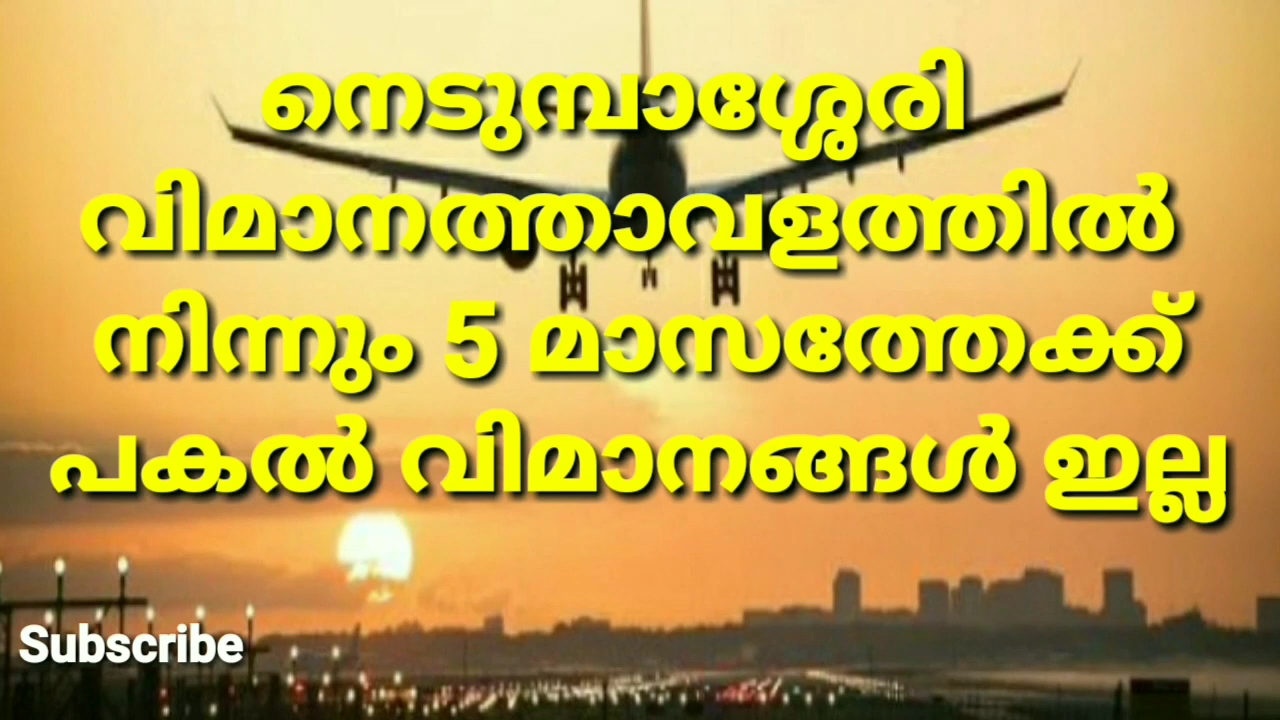 നെടുമ്പാശ്ശേരി
വിമാനത്താവളത്തിൽ
നിന്നും 5 മാസത്തേക്ക്
പകൽ വിമാനങ്ങൾ ഇല്ല
Subscribe